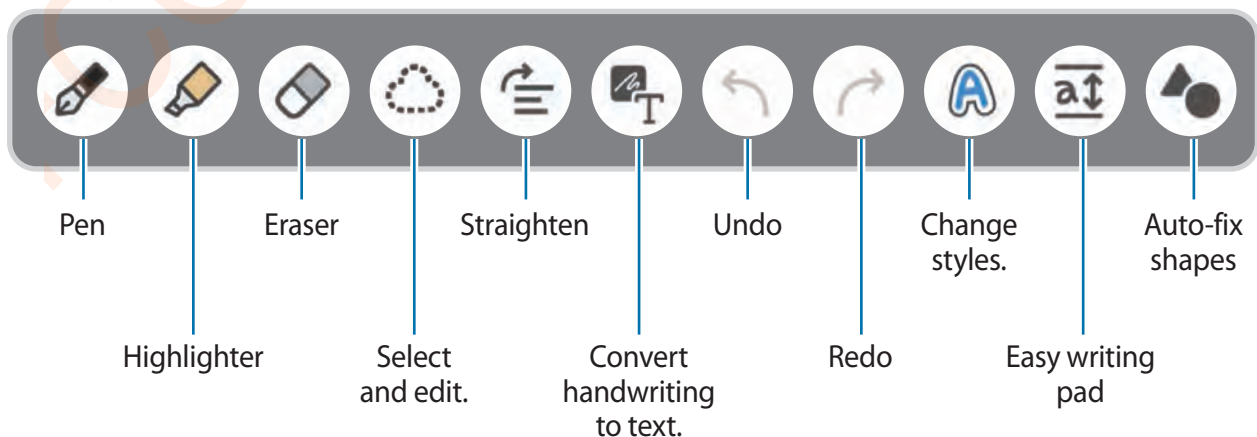 Pen
Eraser
Straighten
Undo
Change
styles.
Auto-fix
shapes
Highlighter
Select
and edit.
Convert
handwriting
to text.
Redo
Easy writing
pad